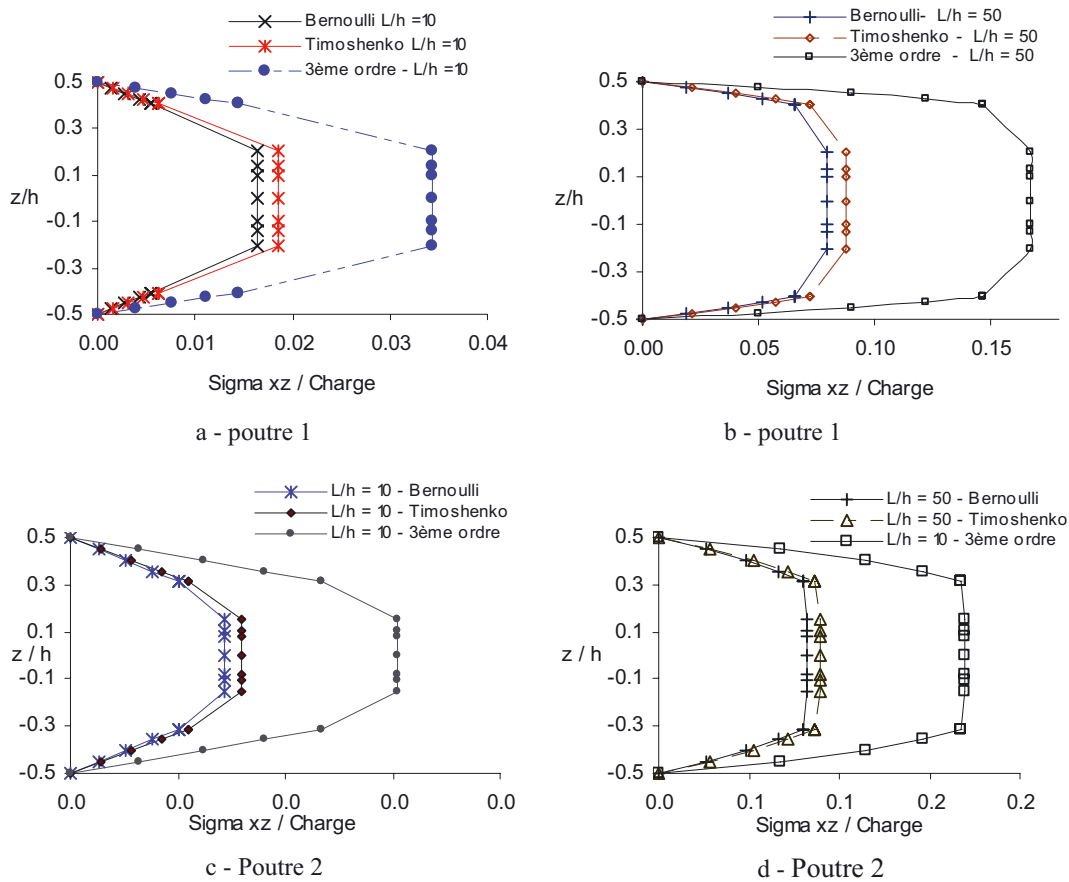 Bernoulli L/h =10
Timoshenko L/h =10
3ème ordre - L/h =10
0.5
0.3
0.1
z/h
-0.1
-0.3
-0.5
0.00 0.01 0.02 0.03 0.04
Sigma xz / Charge
a - poutre 1
Bernoulli- L/h = 50
Timoshenko - L/h = 50
3ème ordre - L/h = 50
0.5
0.3
0.1
z/h
-0.1
-0.3
-0.5
0.00 0.05 0.10 0.15
Sigma xz / Charge
b - poutre 1
L/h = 10 - Bernoulli
L/h = 10 - Timoshenko
L/h = 10 - 3ème ordre
0.5
0.3
0.1
z / h
-0.1
-0.3
-0.5
0.0 0.0 0.0 0.0 0.0
Sigma xz / Charge
c - Poutre 2
L/h = 50 - Bernoulli
L/h = 50 - Timoshenko
L/h = 10 - 3ème ordre
0.5
0.3
0.1
z / h
-0.1
-0.3
-0.5
0.0 0.1 0.1 0.2 0.2
Sigma xz / Charge
d - Poutre 2